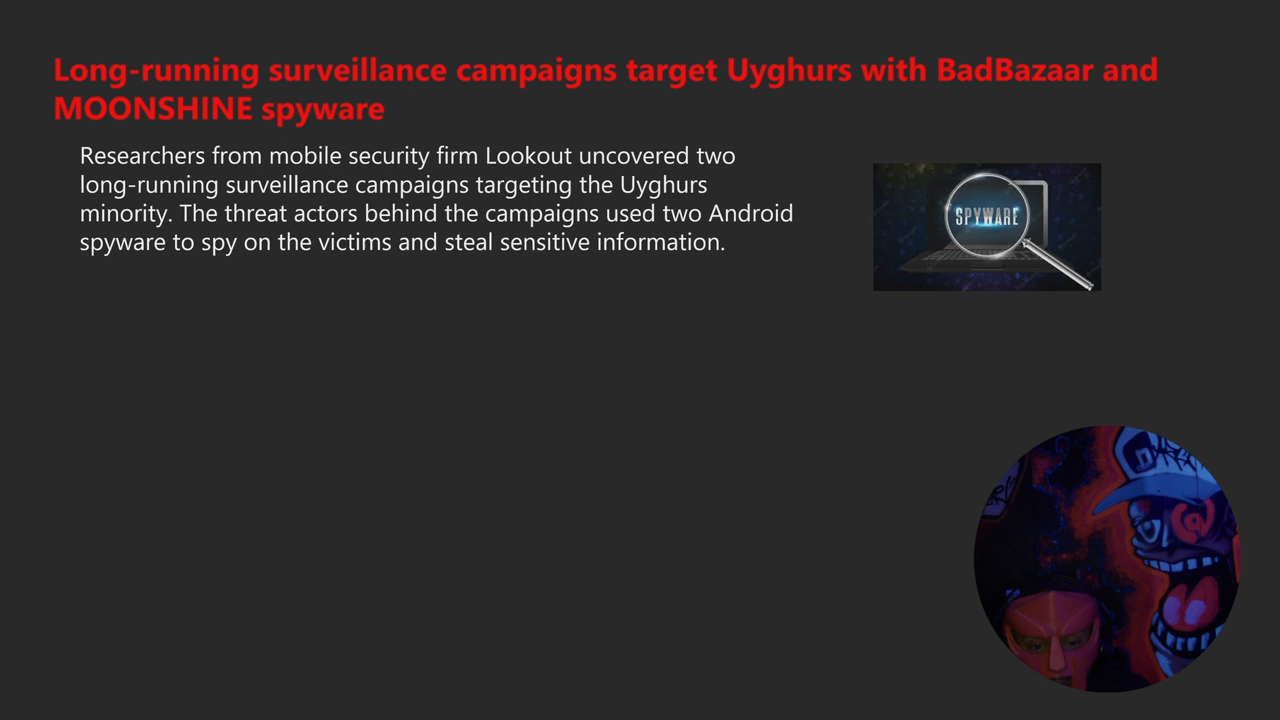 Long-running surveillance campaigns target Uyghurs with BadBazaar and
MOONSHINE spyware
Researchers from mobile security firm Lookout uncovered two
long-running surveillance campaigns targeting the Uyghurs
minority. The threat actors behind the campaigns used two Android
spyware to spy on the victims and steal sensitive information.
SPYWARE